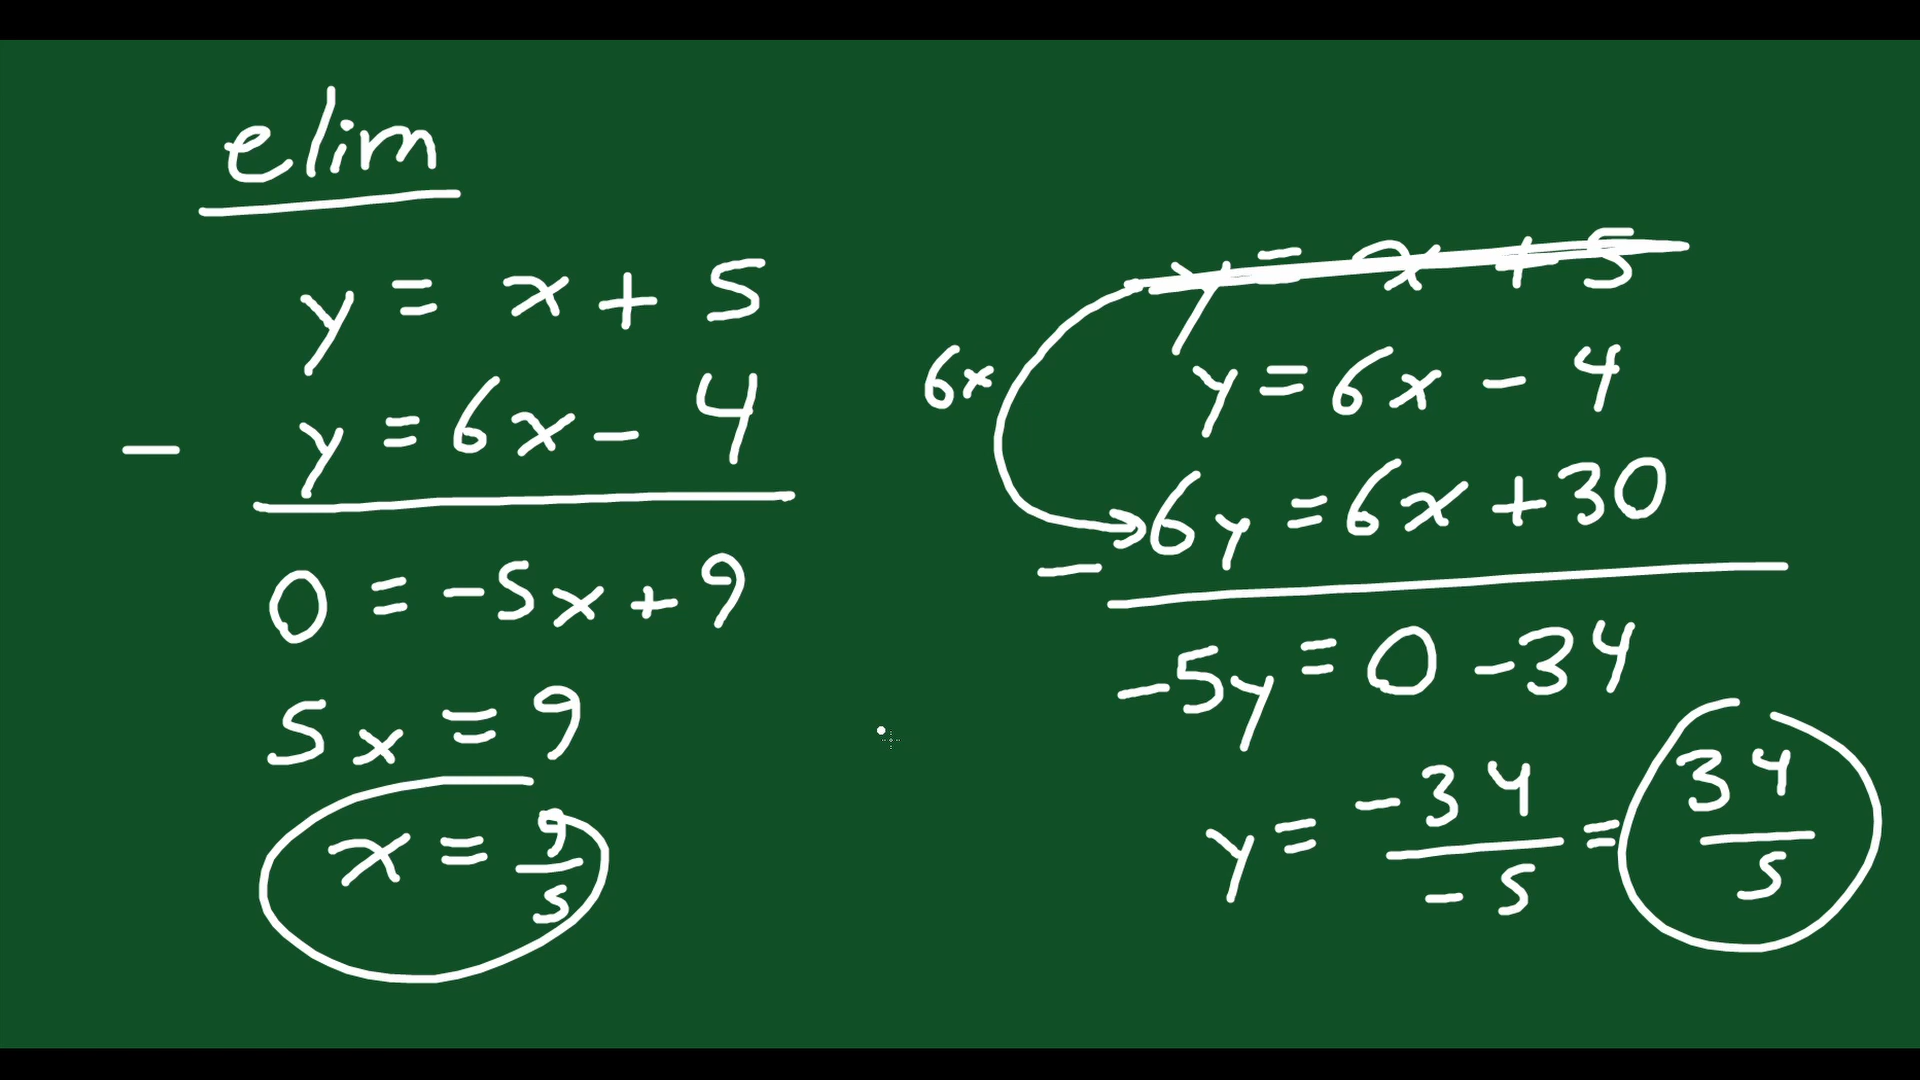 elim
y = x + 5
- y = 6x - 4
0 = -5x + 9
5x = 9
x = 9/5
y = x + 5
6x
y = 6x - 4
- 6y = 6x + 30
-5y = 0 - 34
y = -34/-5 = 34/5